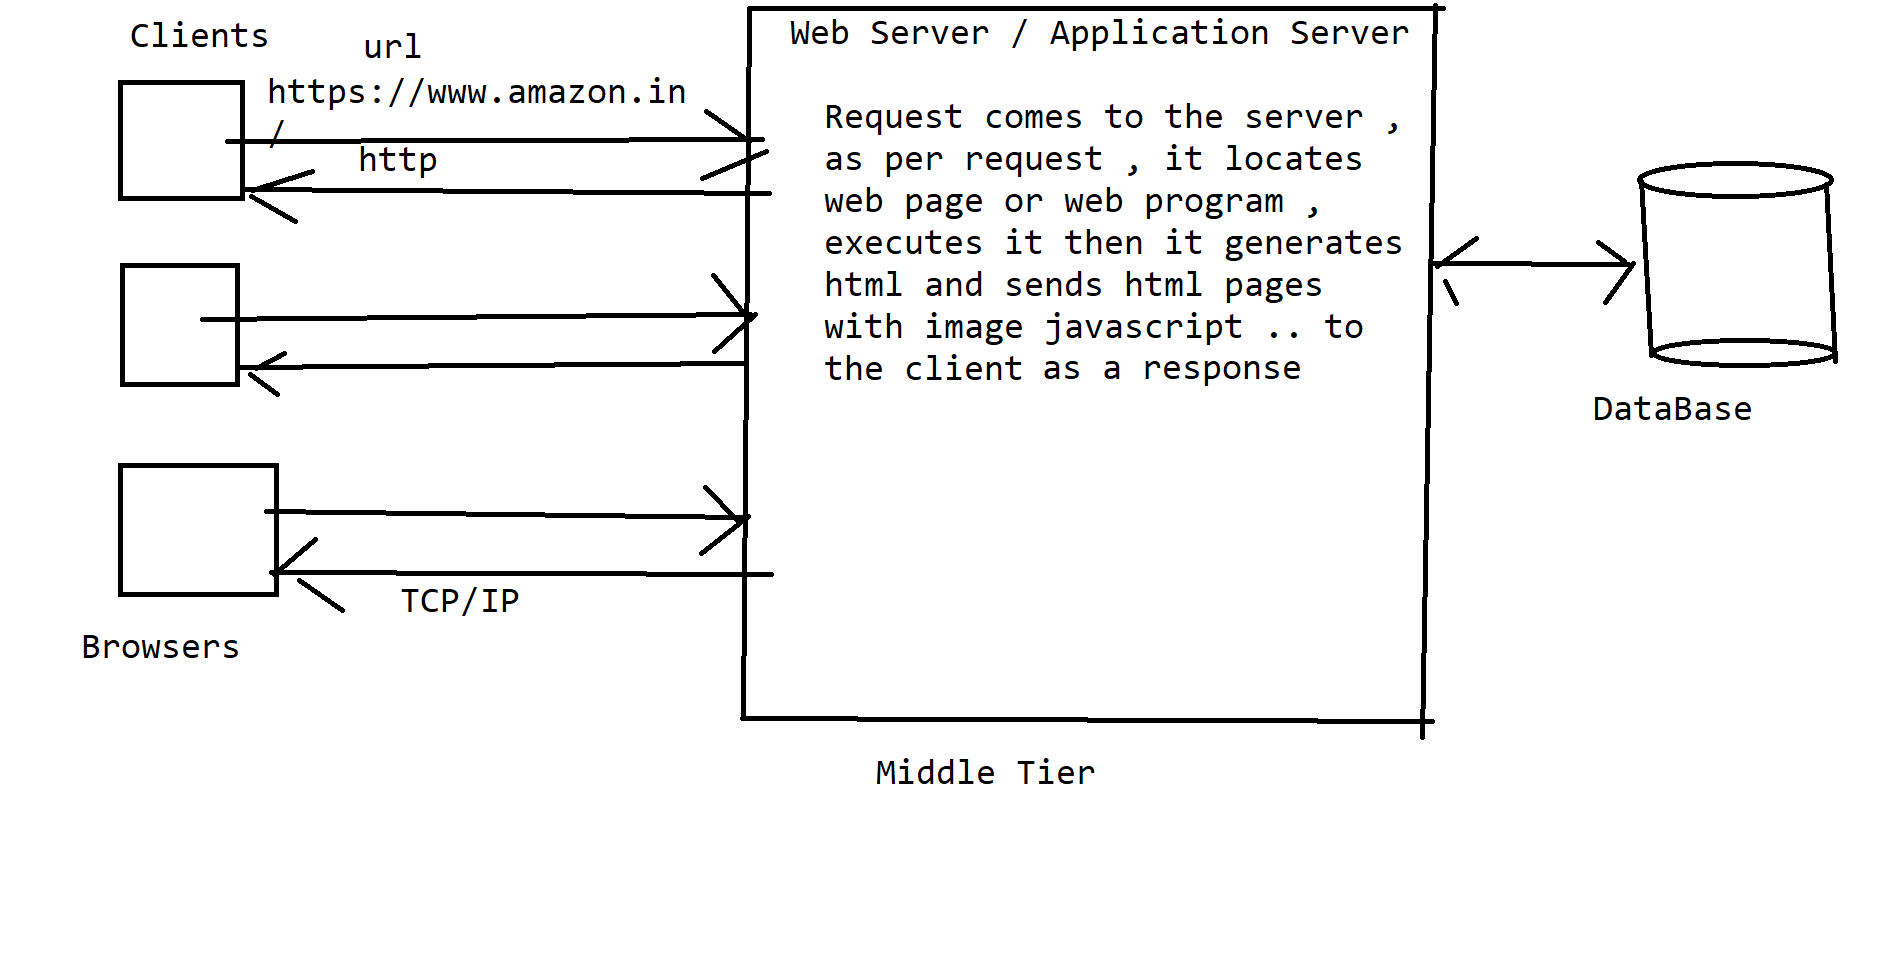 Clients
url
https://www.amazon.in
/
http
Web Server / Application Server
Request comes to the server ,
as per request , it locates
web page or web program ,
executes it then it generates
html and sends html pages
with image javascript .. to
the client as a response
DataBase
TCP/IP
Browsers
Middle Tier